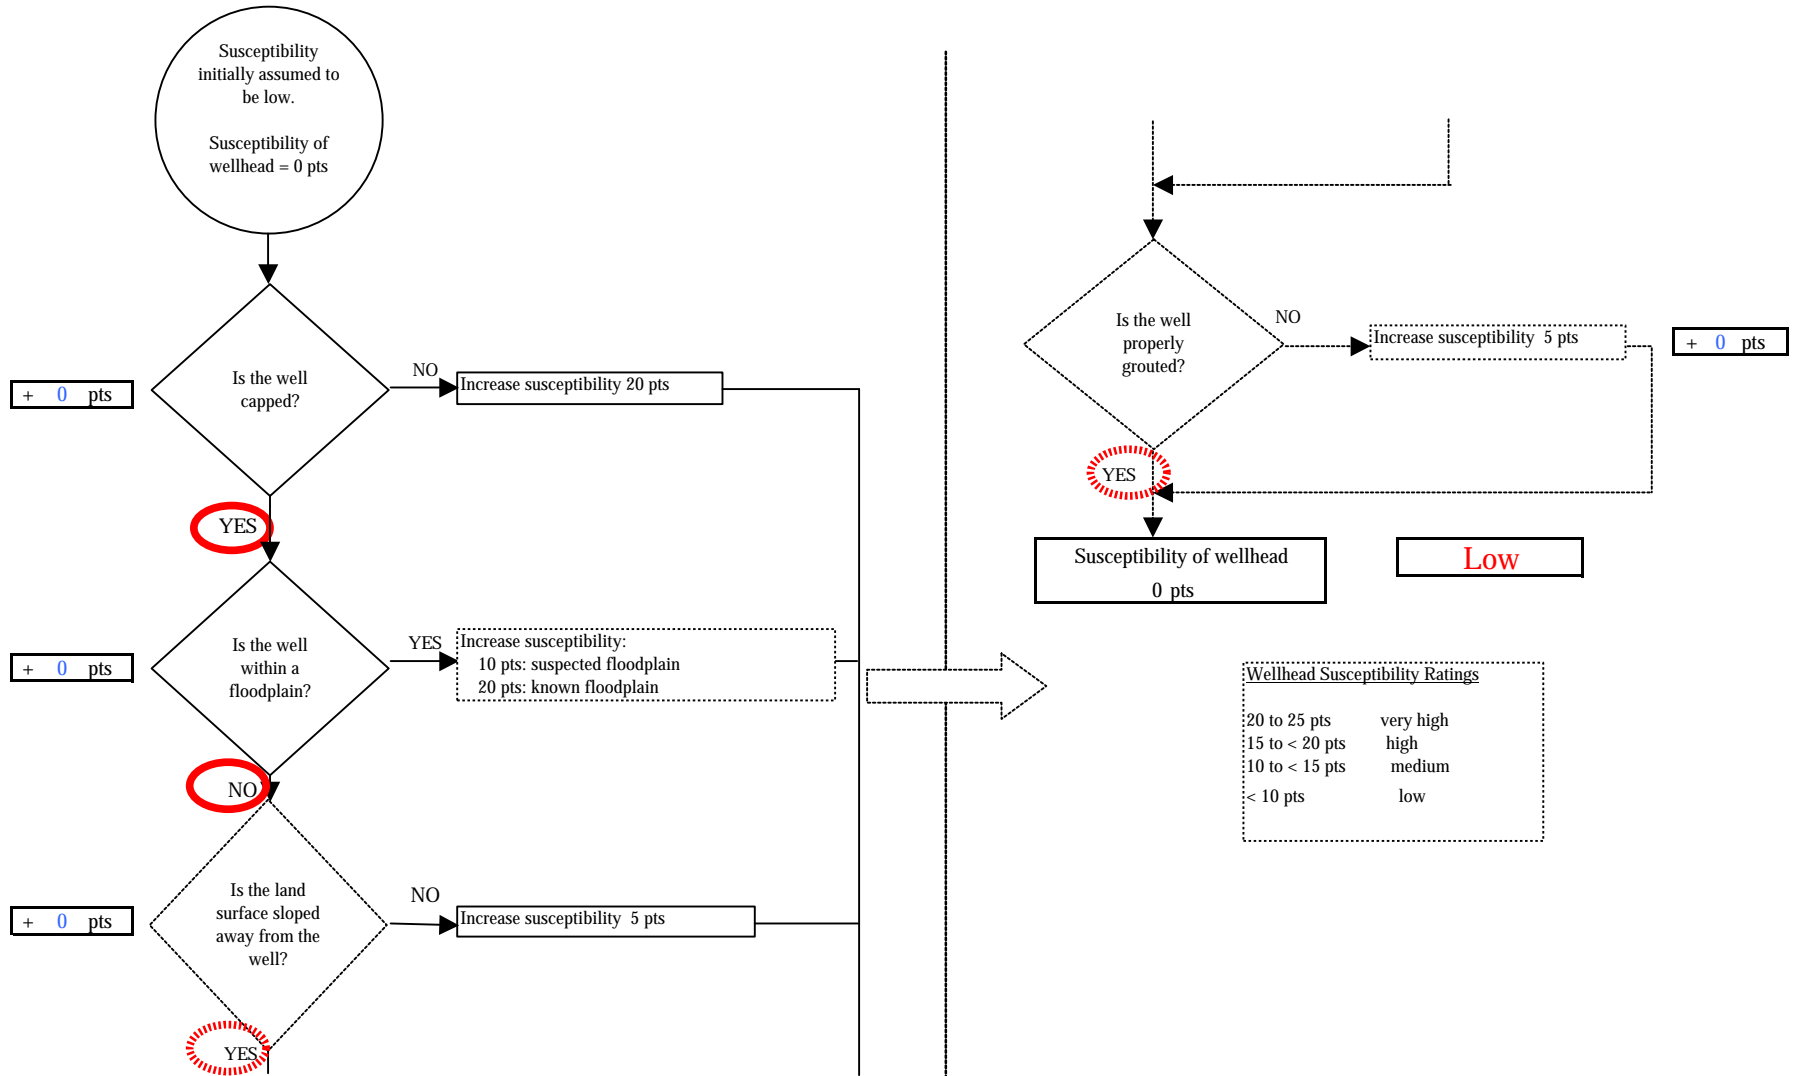 Susceptibility
initially assumed to
be low.
Susceptibility of
wellhead = 0 pts
Is the well
capped?
NO
Increase susceptibility 20 pts
+ 0 pts
YES
Is the well
within a
floodplain?
YES
Increase susceptibility:
10 pts: suspected floodplain
20 pts: known floodplain
+ 0 pts
NO
Is the land
surface sloped
away from the
well?
NO
Increase susceptibility 5 pts
+ 0 pts
YES
Is the well
properly
grouted?
NO
Increase susceptibility 5 pts
+ 0 pts
YES
Susceptibility of wellhead
0 pts
Low
Wellhead Susceptibility Ratings
20 to 25 pts very high
15 to < 20 pts high
10 to < 15 pts medium
< 10 pts low